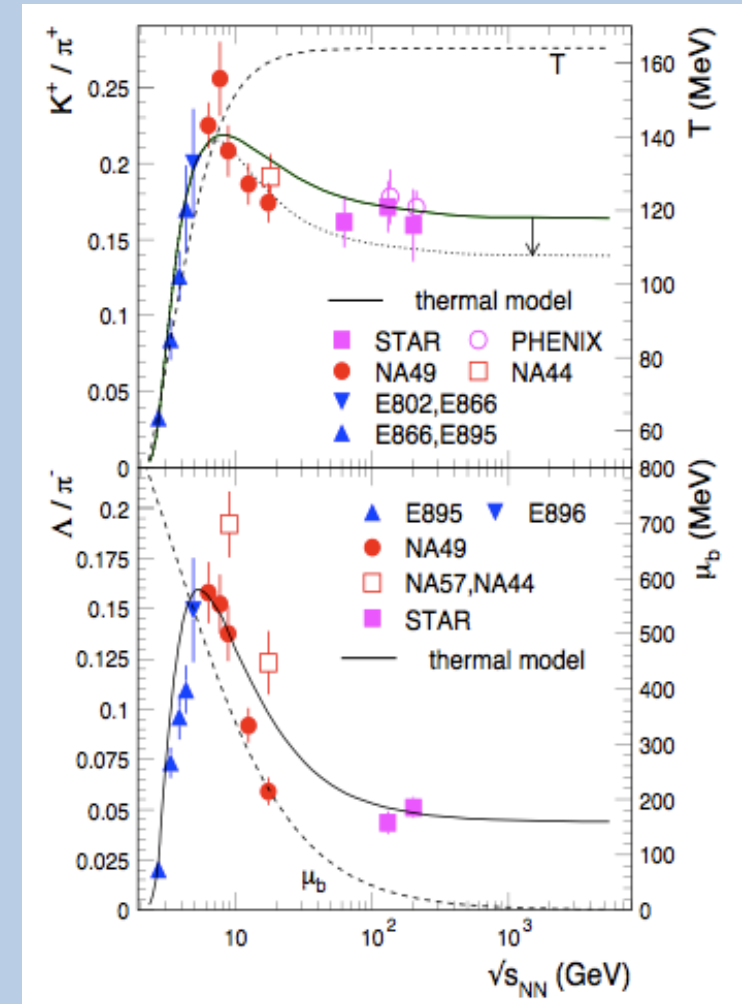 K⁺ / π⁺
T (MeV)
0.25
0.2
0.15
0.1
0.05
0
160
140
120
100
80
60
T
thermal model
STAR PHENIX
NA49 NA44
E802,E866
E866,E895
Λ / π⁻
μb (MeV)
0.2
0.175
0.15
0.125
0.1
0.075
0.05
0.025
0
800
700
600
500
400
300
200
100
0
E895 E896
NA49
NA57,NA44
STAR
thermal model
μb
10 10² 10³
√sNN (GeV)